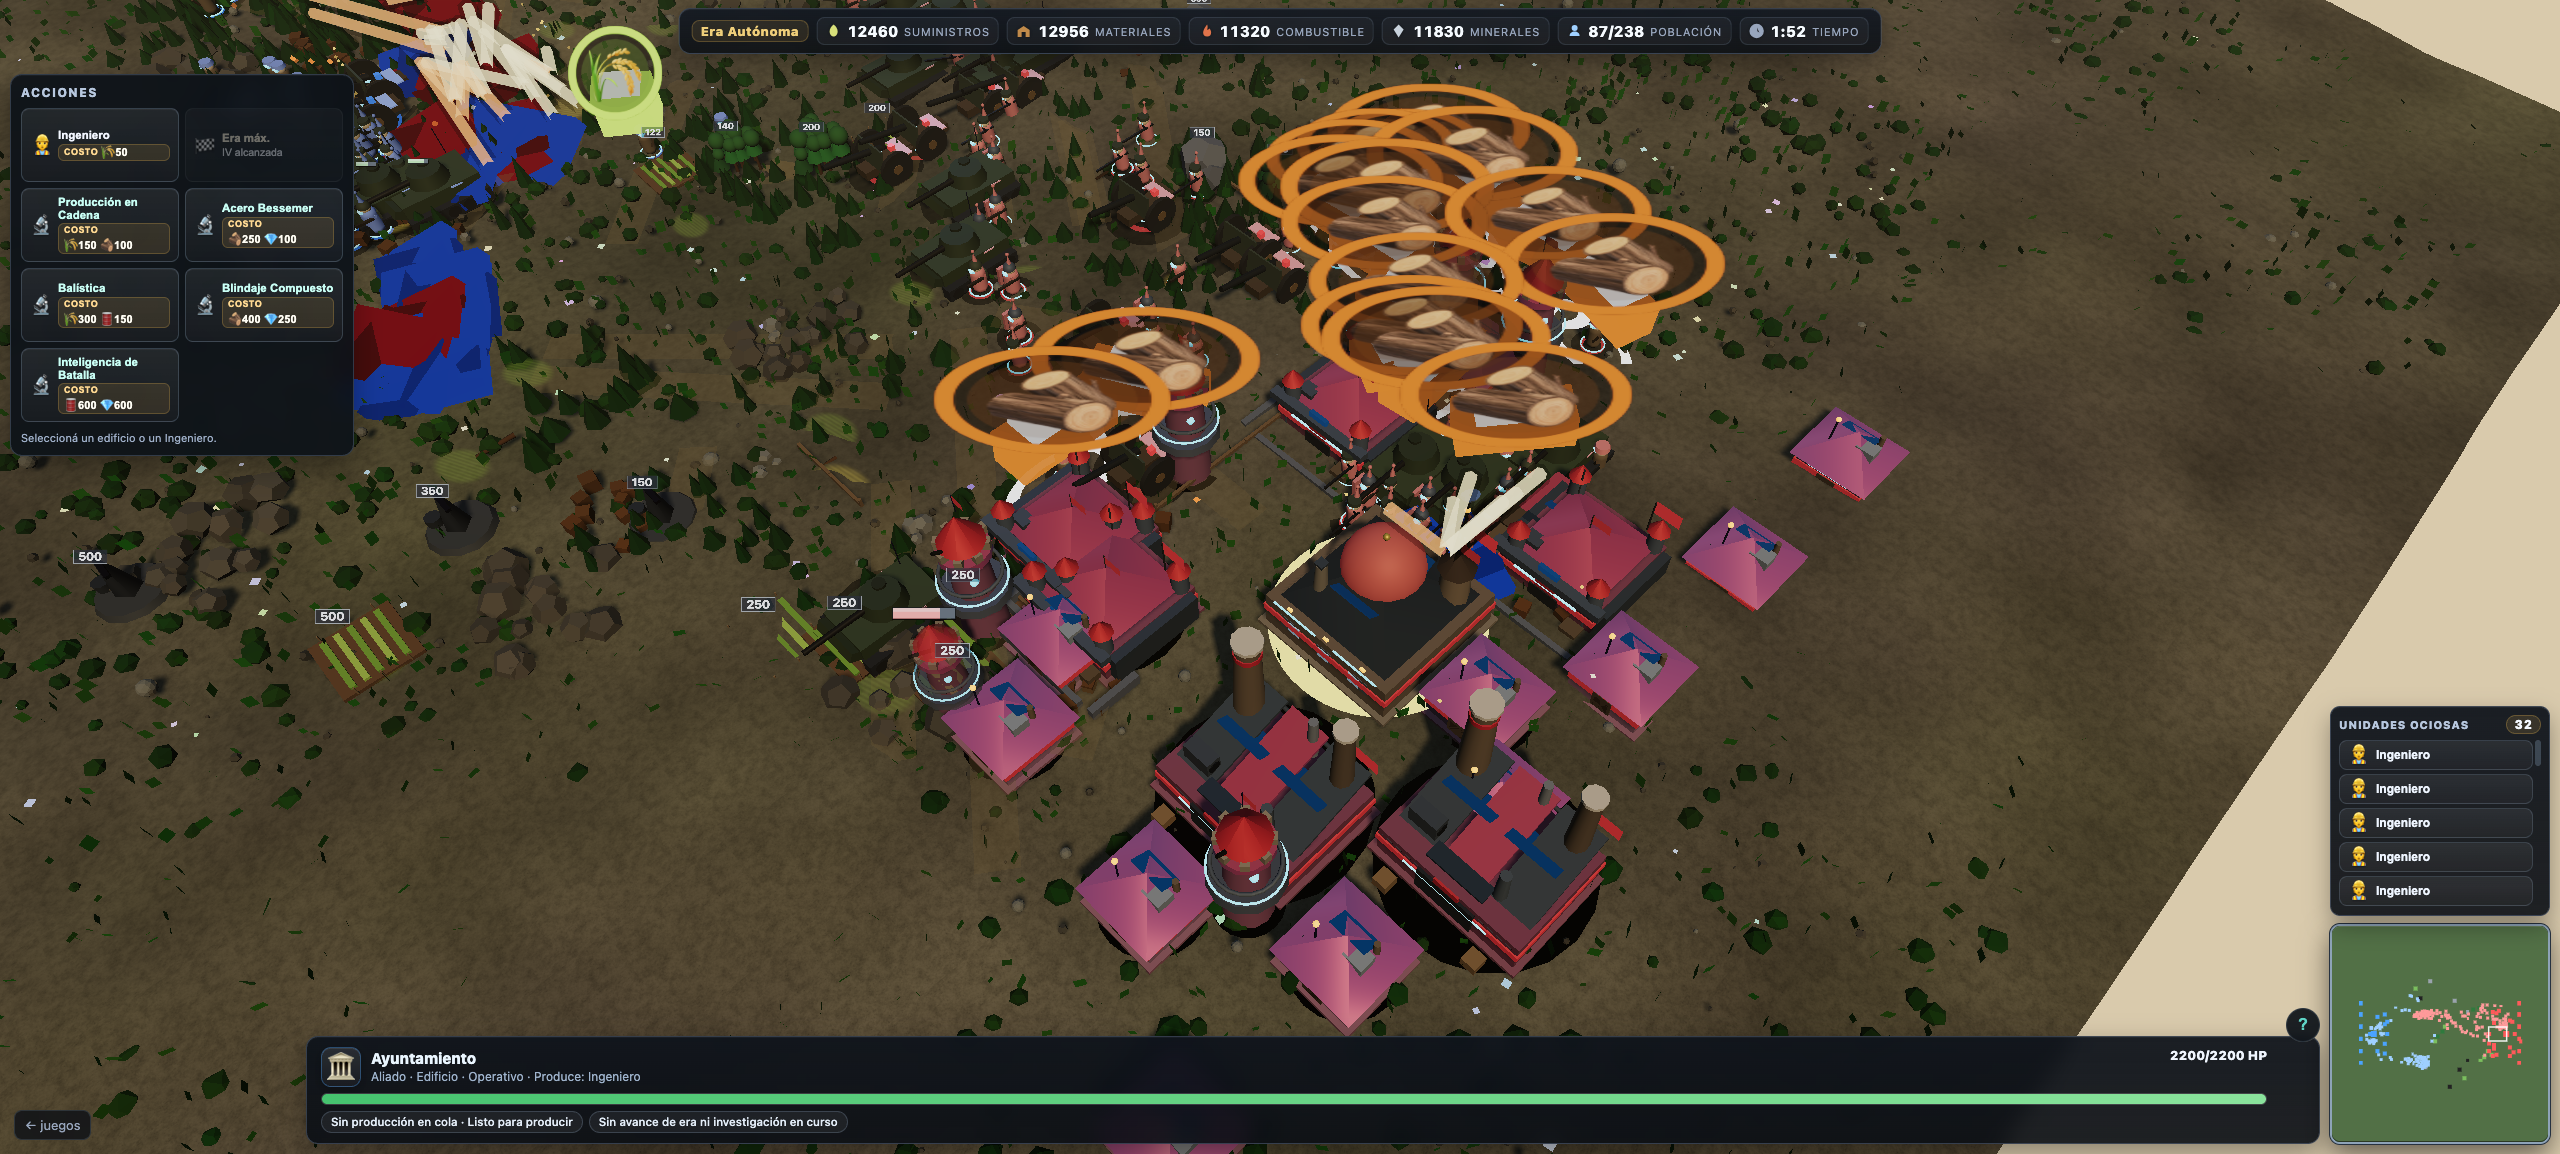 Era Autónoma
12460 SUMINISTROS
12956 MATERIALES
11320 COMBUSTIBLE
11830 MINERALES
87/238 POBLACIÓN
1:52 TIEMPO
ACCIONES
Ingeniero
COSTO 50
Era máx.
IV alcanzada
Producción en
Cadena
COSTO
150 100
Acero Bessemer
COSTO
250 100
Balística
COSTO
300 150
Blindaje Compuesto
COSTO
400 250
Inteligencia de
Batalla
COSTO
600 600
Seleccioná un edificio o un Ingeniero.
122
140
200
200
150
350
150
500
500
250
250
250
250
UNIDADES OCIOSAS 32
Ingeniero
Ingeniero
Ingeniero
Ingeniero
Ingeniero
?
Ayuntamiento
2200/2200 HP
Aliado · Edificio · Operativo · Produce: Ingeniero
Sin producción en cola · Listo para producir
Sin avance de era ni investigación en curso
← juegos